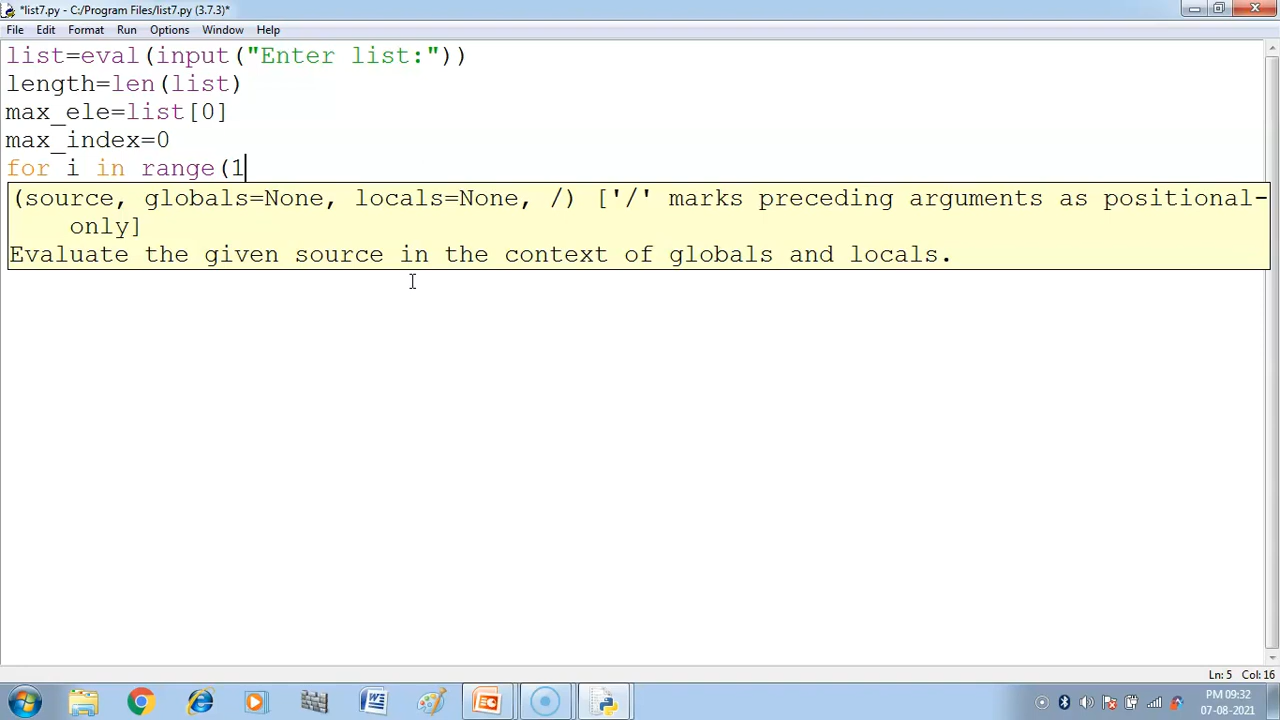 *list7.py - C:/Program Files/list7.py (3.7.3)*
File Edit Format Run Options Window Help
list=eval(input("Enter list:"))
length=len(list)
max_ele=list[0]
max_index=0
for i in range(1
(source, globals=None, locals=None, /) ['/' marks preceding arguments as positional-
only]
Evaluate the given source in the context of globals and locals.
Ln: 5 Col: 16
PM 09:32
07-08-2021